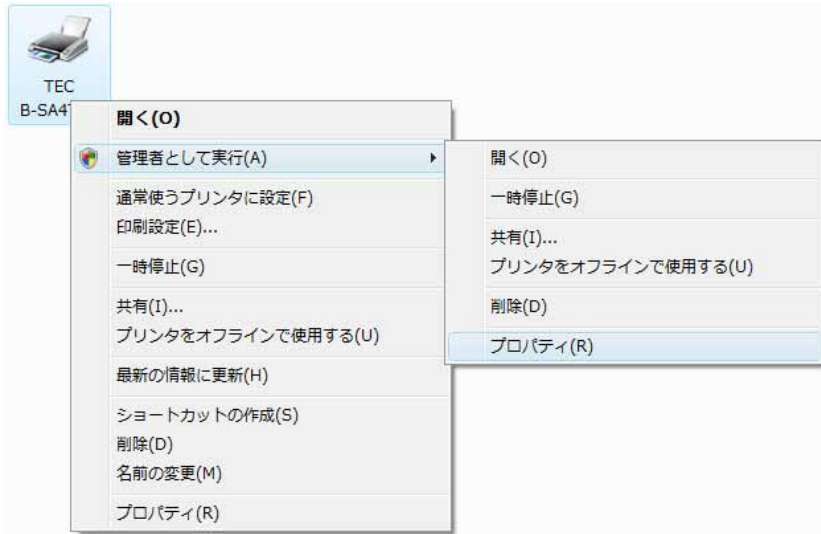 TEC
B-SA4
開く(O)
管理者として実行(A)
通常使うプリンタに設定(F)
印刷設定(E)...
一時停止(G)
共有(I)...
プリンタをオフラインで使用する(U)
最新の情報に更新(H)
ショートカットの作成(S)
削除(D)
名前の変更(M)
プロパティ(R)
開く(O)
一時停止(G)
共有(I)...
プリンタをオフラインで使用する(U)
削除(D)
プロパティ(R)